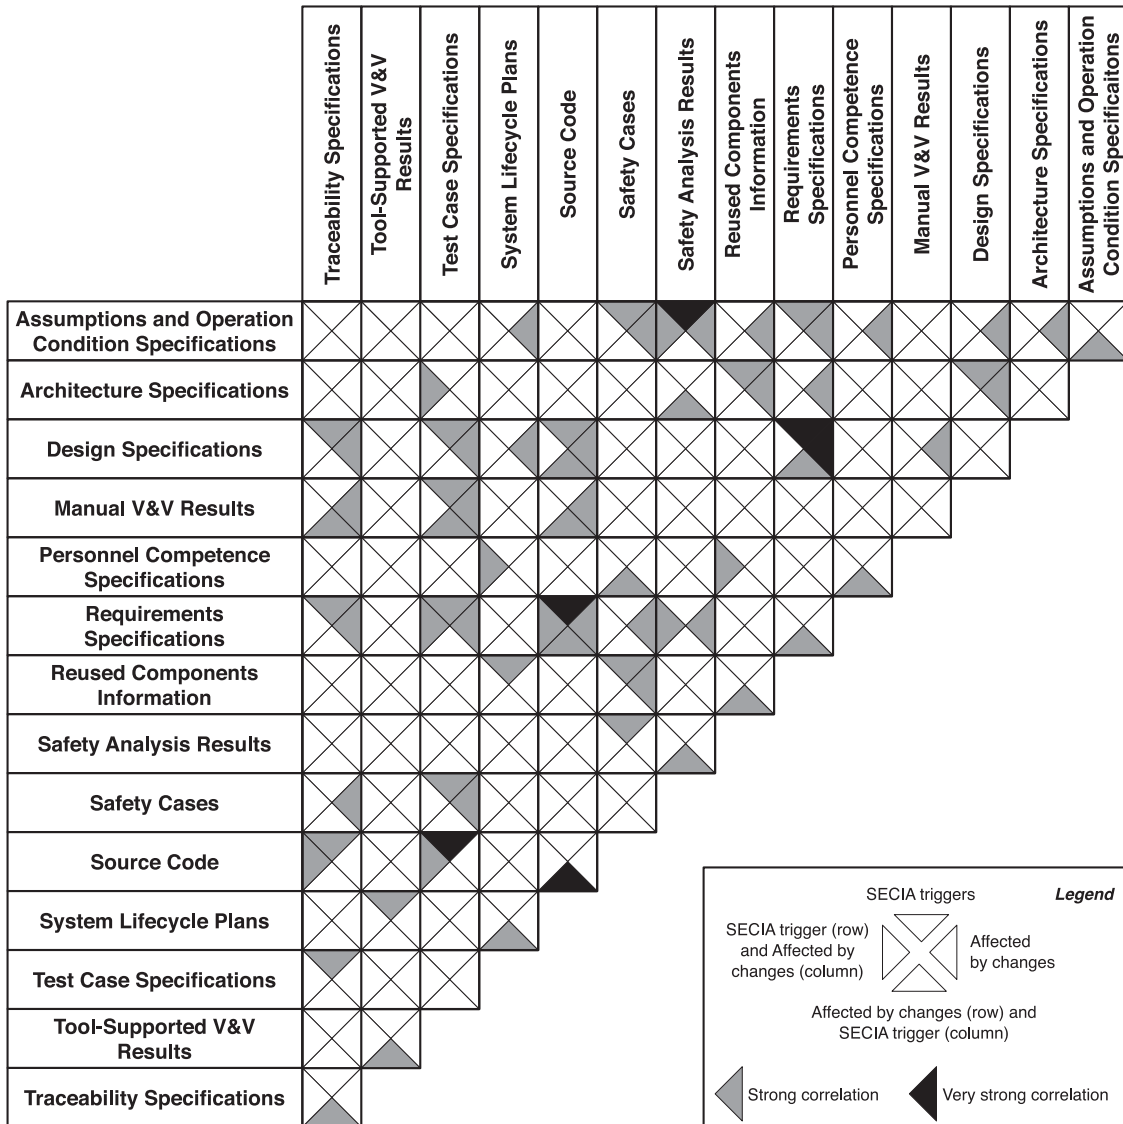 Traceability Specifications
Tool-Supported V&V
Results
Test Case Specifications
System Lifecycle Plans
Source Code
Safety Cases
Safety Analysis Results
Reused Components
Information
Requirements
Specifications
Personnel Competence
Specifications
Manual V&V Results
Design Specifications
Architecture Specifications
Assumptions and Operation
Condition Specificaitons
Assumptions and Operation
Condition Specifications
Architecture Specifications
Design Specifications
Manual V&V Results
Personnel Competence
Specifications
Requirements
Specifications
Reused Components
Information
Safety Analysis Results
Safety Cases
Source Code
System Lifecycle Plans
Test Case Specifications
Tool-Supported V&V
Results
Traceability Specifications
SECIA triggers
Legend
SECIA trigger (row)
and Affected by
changes (column)
Affected
by changes
Affected by changes (row) and
SECIA trigger (column)
Strong correlation
Very strong correlation